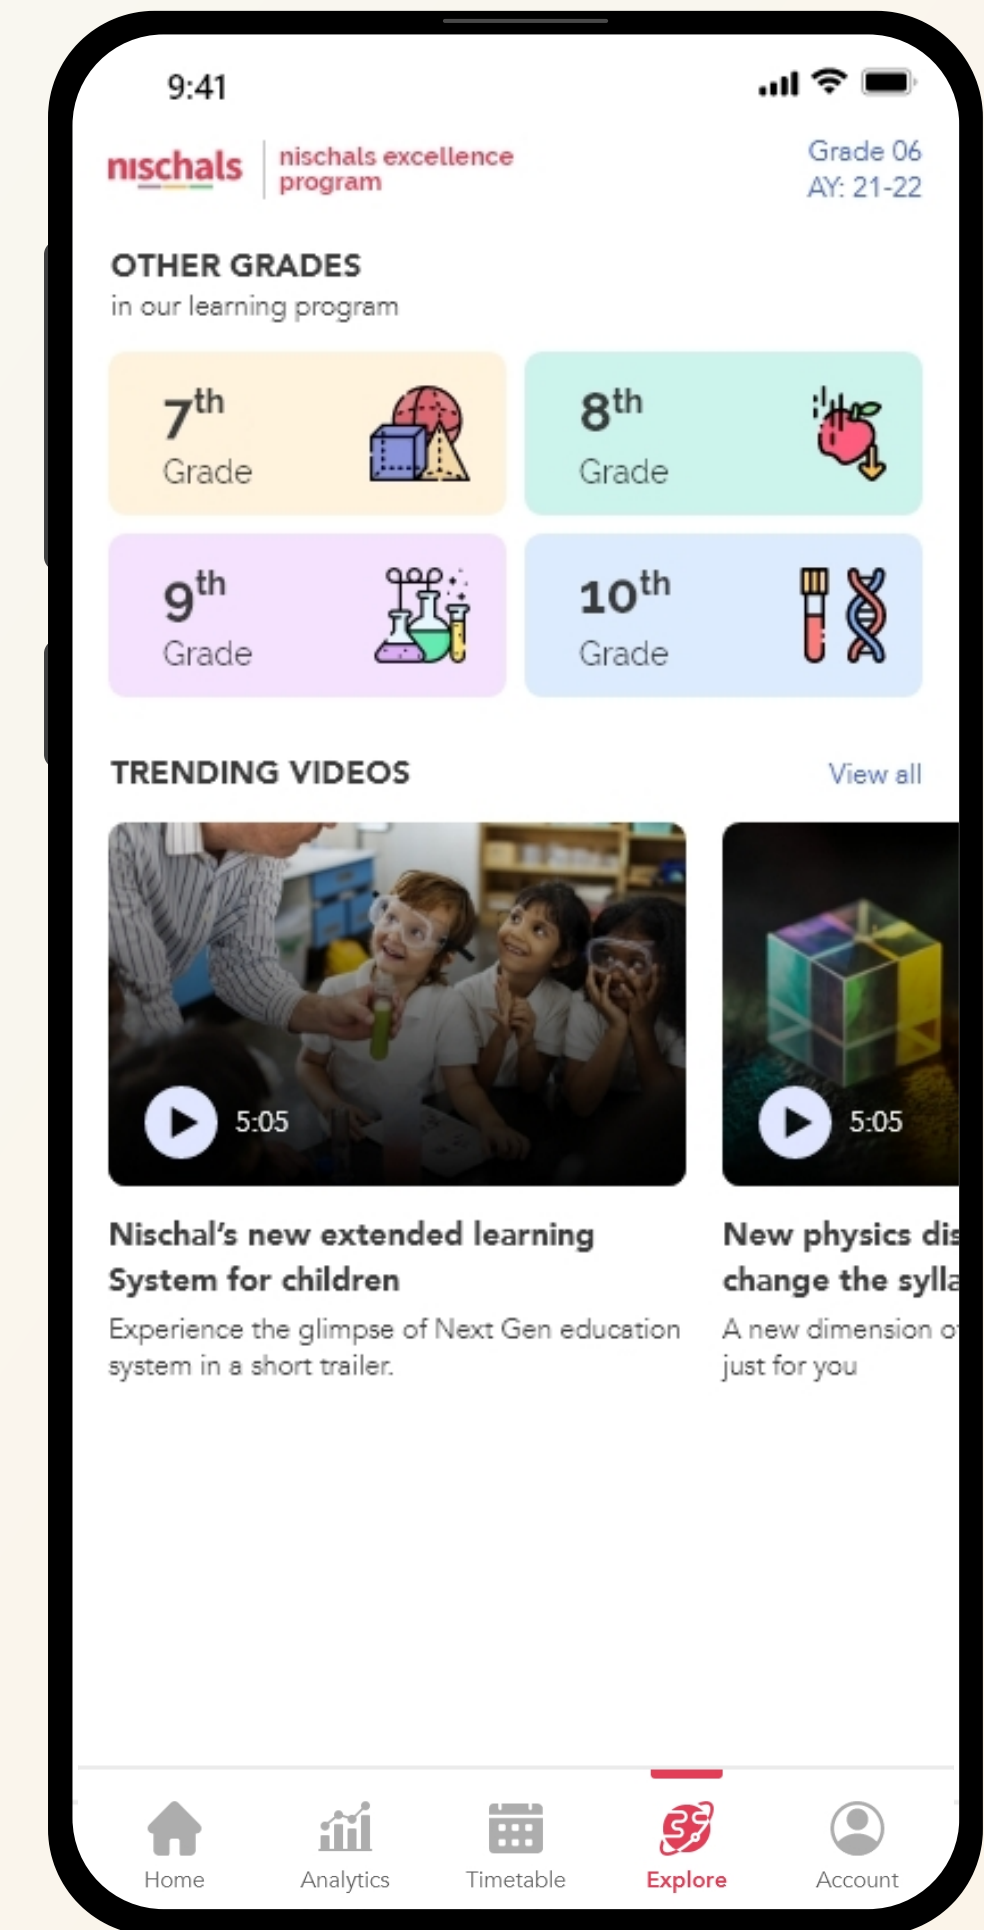 9:41
nischals
nischals excellence
program
Grade 06
AY: 21-22
OTHER GRADES
in our learning program
7th
Grade
8th
Grade
9th
Grade
10th
Grade
TRENDING VIDEOS
View all
5:05
5:05
Nischal's new extended learning
System for children
Experience the glimpse of Next Gen education
system in a short trailer.
New physics dis
change the sylla
A new dimension of
just for you
Home
Analytics
Timetable
Explore
Account